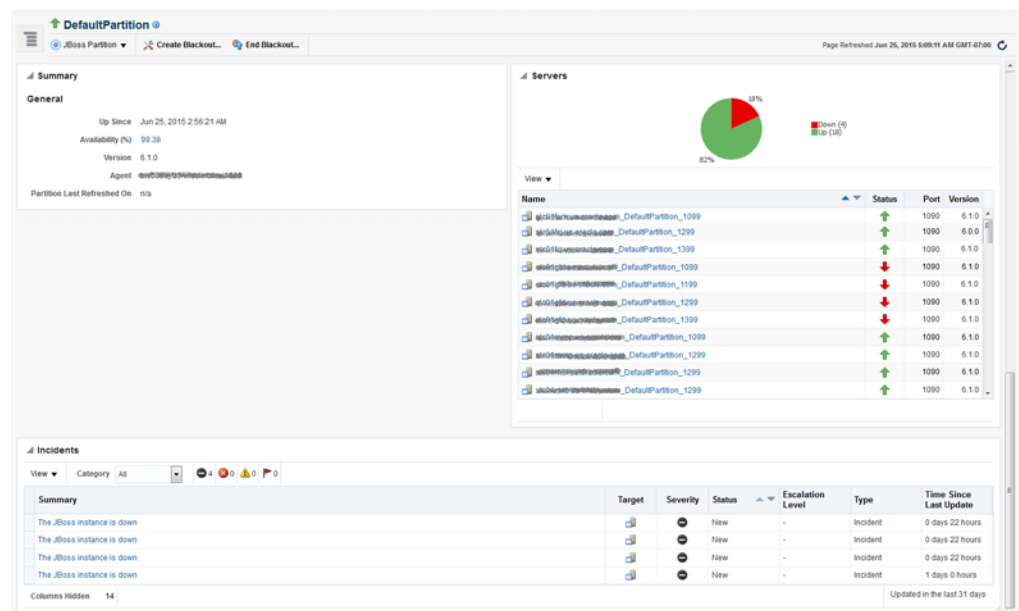 DefaultPartition
JBoss Partition Create Blackout... End Blackout... Page Refreshed Jun 25, 2015 5:09:11 AM GMT-07:00
Summary
General
Up Since Jun 25, 2015 2:56:21 AM
Availability (%) 99.38
Version 6.1.0
Agent
Partition Last Refreshed On n/a
Servers
18%
82%
Down (4)
Up (18)
View
Name Status Port Version
_DefaultPartition_1099 1090 6.1.0
_DefaultPartition_1299 1090 6.0.0
_DefaultPartition_1399 1090 6.1.0
_DefaultPartition_1099 1090 6.1.0
_DefaultPartition_1199 1090 6.1.0
_DefaultPartition_1299 1090 6.1.0
_DefaultPartition_1399 1090 6.1.0
_DefaultPartition_1099 1090 6.1.0
_DefaultPartition_1299 1090 6.1.0
_DefaultPartition_1299 1090 6.1.0
_DefaultPartition_1299 1090 6.1.0
Incidents
View Category All 4 0 0 0
Summary Target Severity Status Escalation Level Type Time Since Last Update
The JBoss instance is down New - Incident 0 days 22 hours
The JBoss instance is down New - Incident 0 days 22 hours
The JBoss instance is down New - Incident 0 days 22 hours
The JBoss instance is down New - Incident 1 days 0 hours
Columns Hidden 14 Updated in the last 31 days